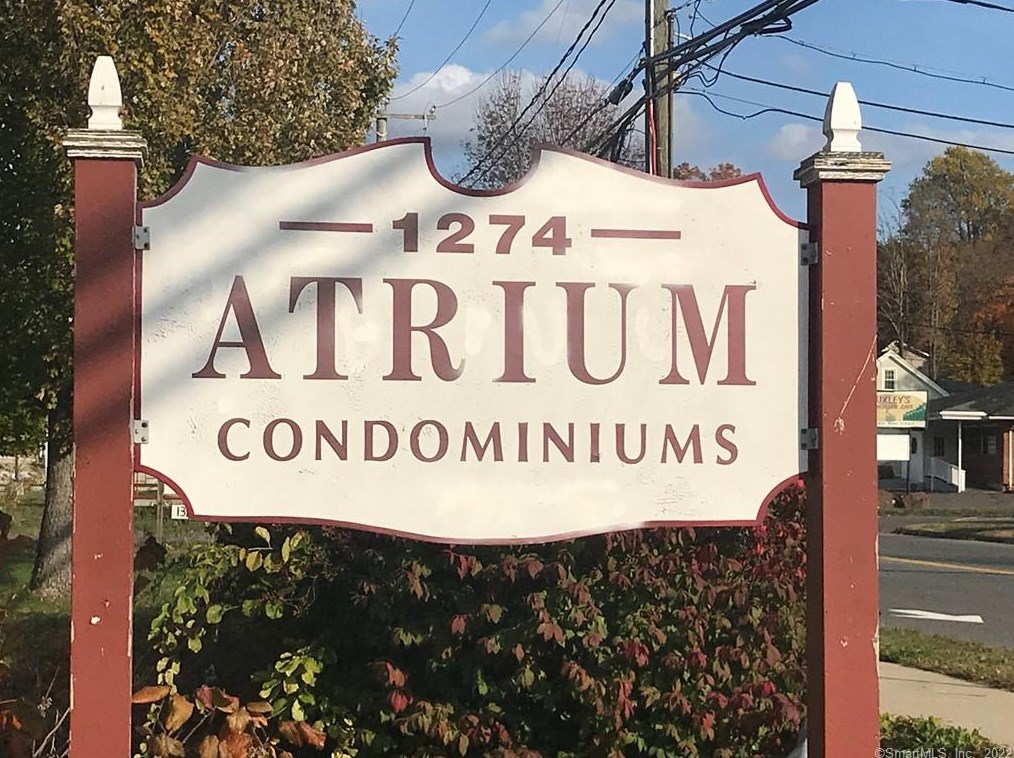 1274
ATRIUM
CONDOMINIUMS
©SmartMLS, Inc. 2022